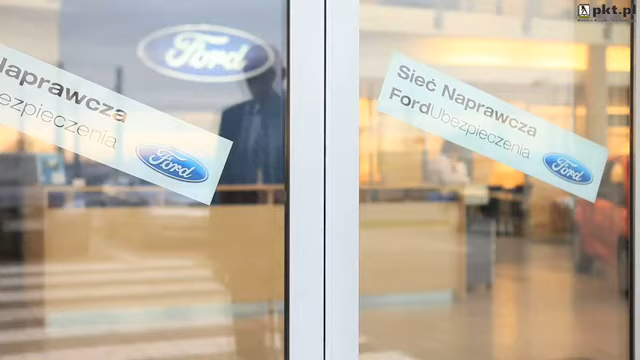 pkt.pl
Ford
Naprawcza
bezpieczenia
Ford
Sieć Naprawcza
FordUbezpieczenia
Ford